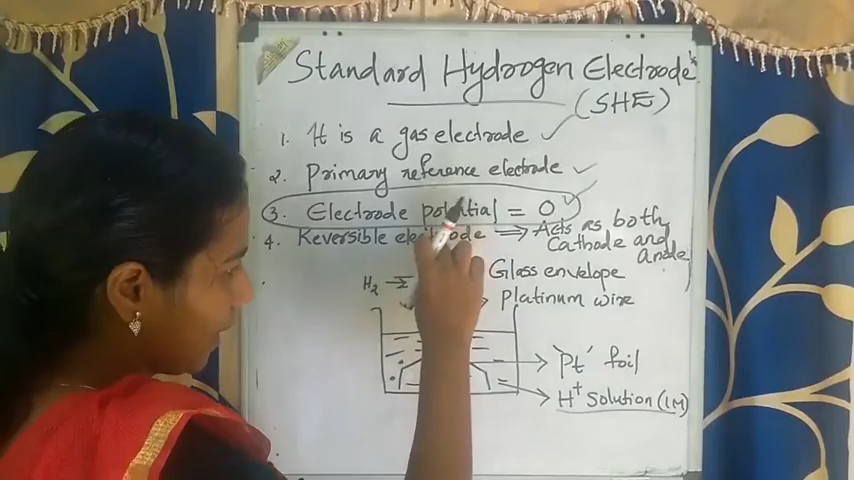 Standard Hydrogen Electrode
(SHE)
1. It is a gas electrode
2. Primary reference electrode
3. Electrode potential = 0
4. Reversible electrode ⟹ Acts as both
Cathode and
anode
H2 → Glass envelope
→ Platinum wire
→ Pt foil
→ H+ Solution (1M)